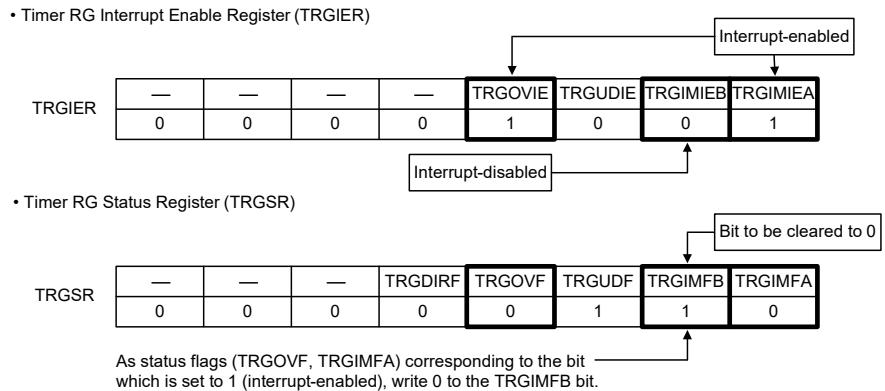 • Timer RG Interrupt Enable Register (TRGIER)
Interrupt-enabled
TRGIER
— — — — TRGOVIE TRGUDIE TRGIMIEB TRGIMIEA
0 0 0 0 1 0 0 1
Interrupt-disabled
• Timer RG Status Register (TRGSR)
Bit to be cleared to 0
TRGSR
— — — TRGDIRF TRGOVF TRGUDF TRGIMFB TRGIMFA
0 0 0 0 0 1 1 0
As status flags (TRGOVF, TRGIMFA) corresponding to the bit
which is set to 1 (interrupt-enabled), write 0 to the TRGIMFB bit.